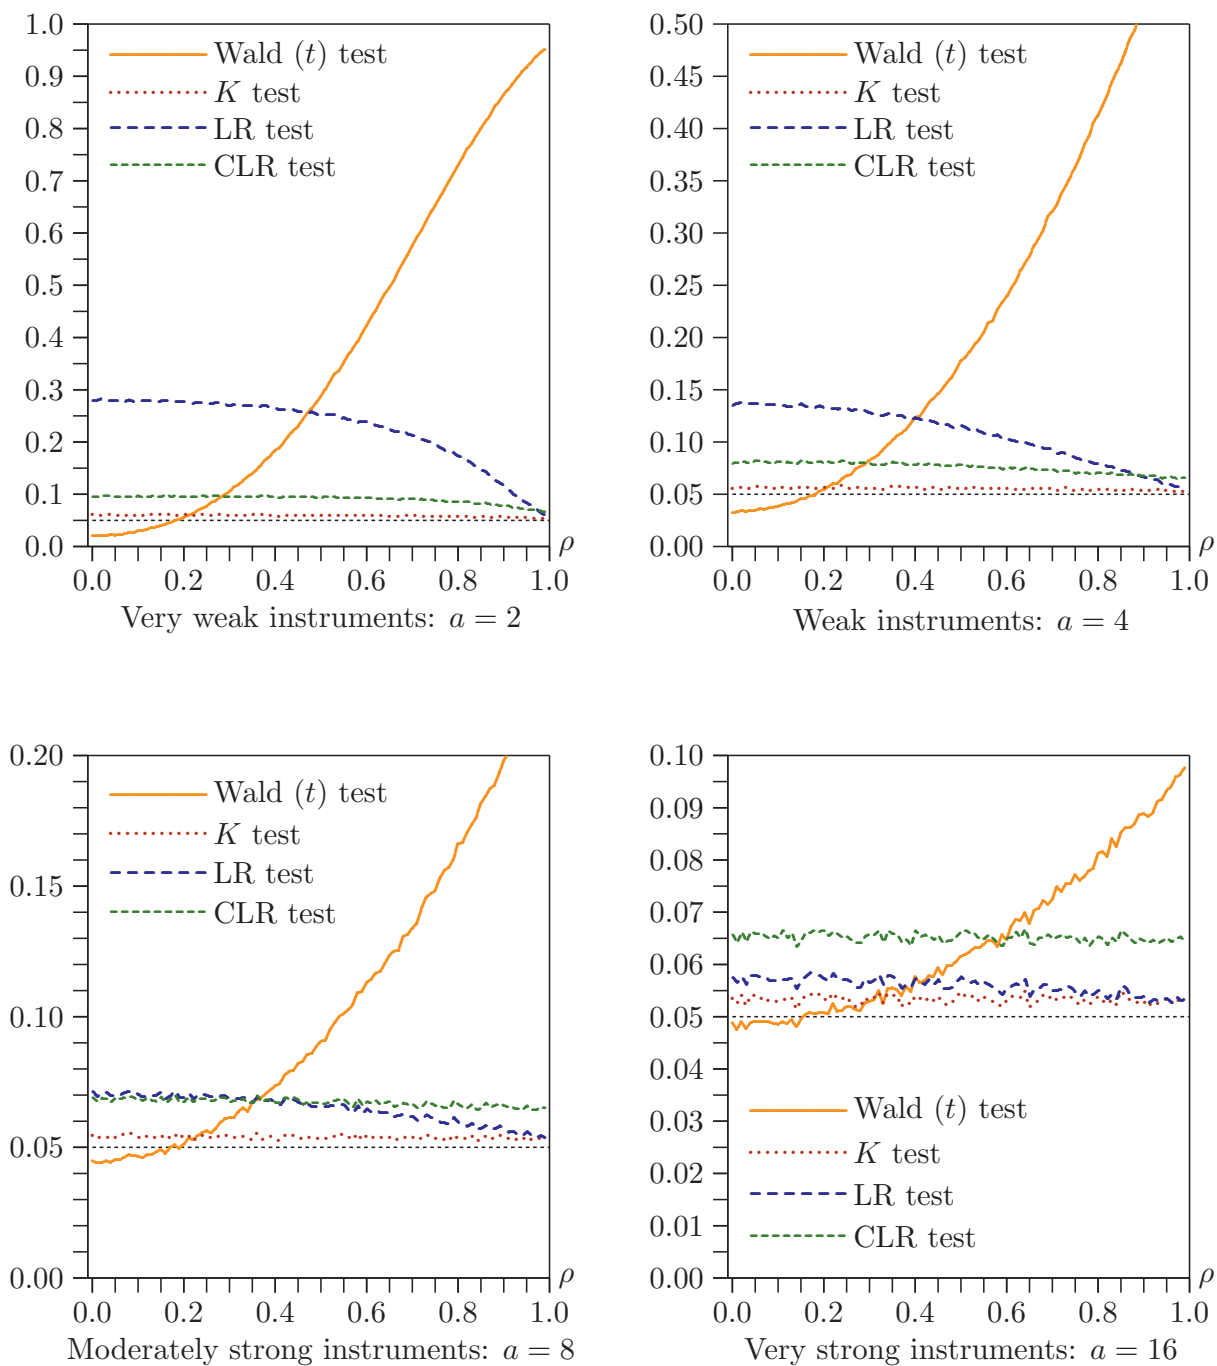 1.0
0.9
0.8
0.7
0.6
0.5
0.4
0.3
0.2
0.1
0.0
Wald (t) test
K test
LR test
CLR test
0.0 0.2 0.4 0.6 0.8 1.0
ρ
Very weak instruments: a = 2
0.50
0.45
0.40
0.35
0.30
0.25
0.20
0.15
0.10
0.05
0.00
Wald (t) test
K test
LR test
CLR test
0.0 0.2 0.4 0.6 0.8 1.0
ρ
Weak instruments: a = 4
0.20
0.15
0.10
0.05
0.00
Wald (t) test
K test
LR test
CLR test
0.0 0.2 0.4 0.6 0.8 1.0
ρ
Moderately strong instruments: a = 8
0.10
0.09
0.08
0.07
0.06
0.05
0.04
0.03
0.02
0.01
0.00
Wald (t) test
K test
LR test
CLR test
0.0 0.2 0.4 0.6 0.8 1.0
ρ
Very strong instruments: a = 16